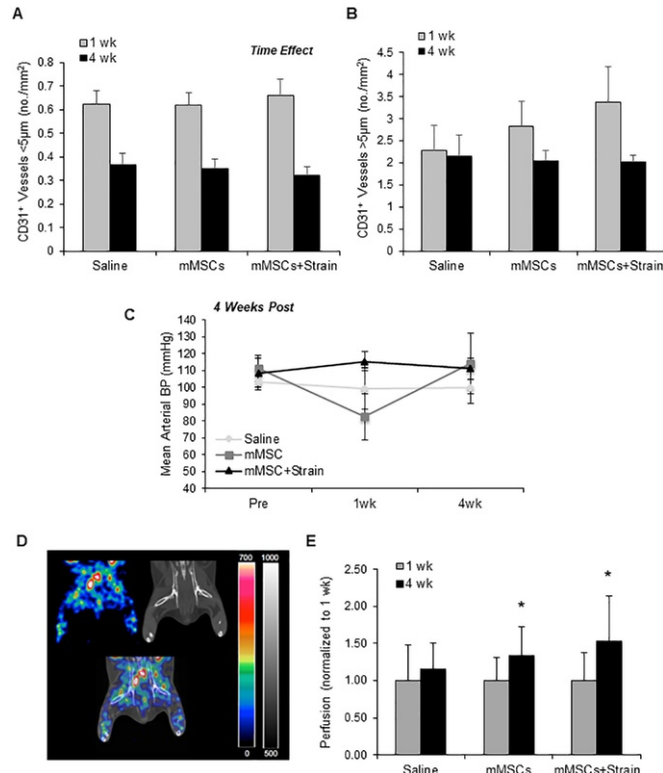 A
1 wk
4 wk
Time Effect
CD31+ Vessels <5µm (no./mm²)
0.8
0.7
0.6
0.5
0.4
0.3
0.2
0.1
0
Saline
mMSCs
mMSCs+Strain
B
1 wk
4 wk
CD31+ Vessels >5µm (no./mm²)
4.5
4
3.5
3
2.5
2
1.5
1
0.5
0
Saline
mMSCs
mMSCs+Strain
C
4 Weeks Post
Mean Arterial BP (mmHg)
140
130
120
110
100
90
80
70
60
50
40
Saline
mMSC
mMSC+Strain
Pre
1wk
4wk
D
700
1000
0
500
E
1 wk
4 wk
Perfusion (normalized to 1 wk)
2.50
2.00
1.50
1.00
0.50
0.00
*
*
Saline
mMSCs
mMSCs+Strain